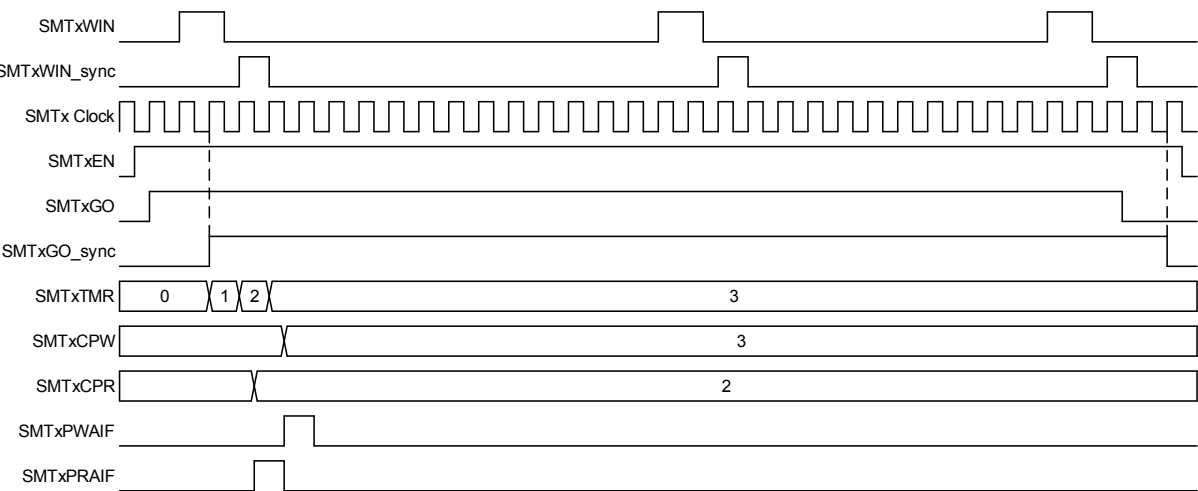 SMTxWIN
SMTxWIN_sync
SMTx Clock
SMTxEN
SMTxGO
SMTxGO_sync
SMTxTMR 0 1 2 3
SMTxCPW 3
SMTxCPR 2
SMTxPWAIF
SMTxPRAIF